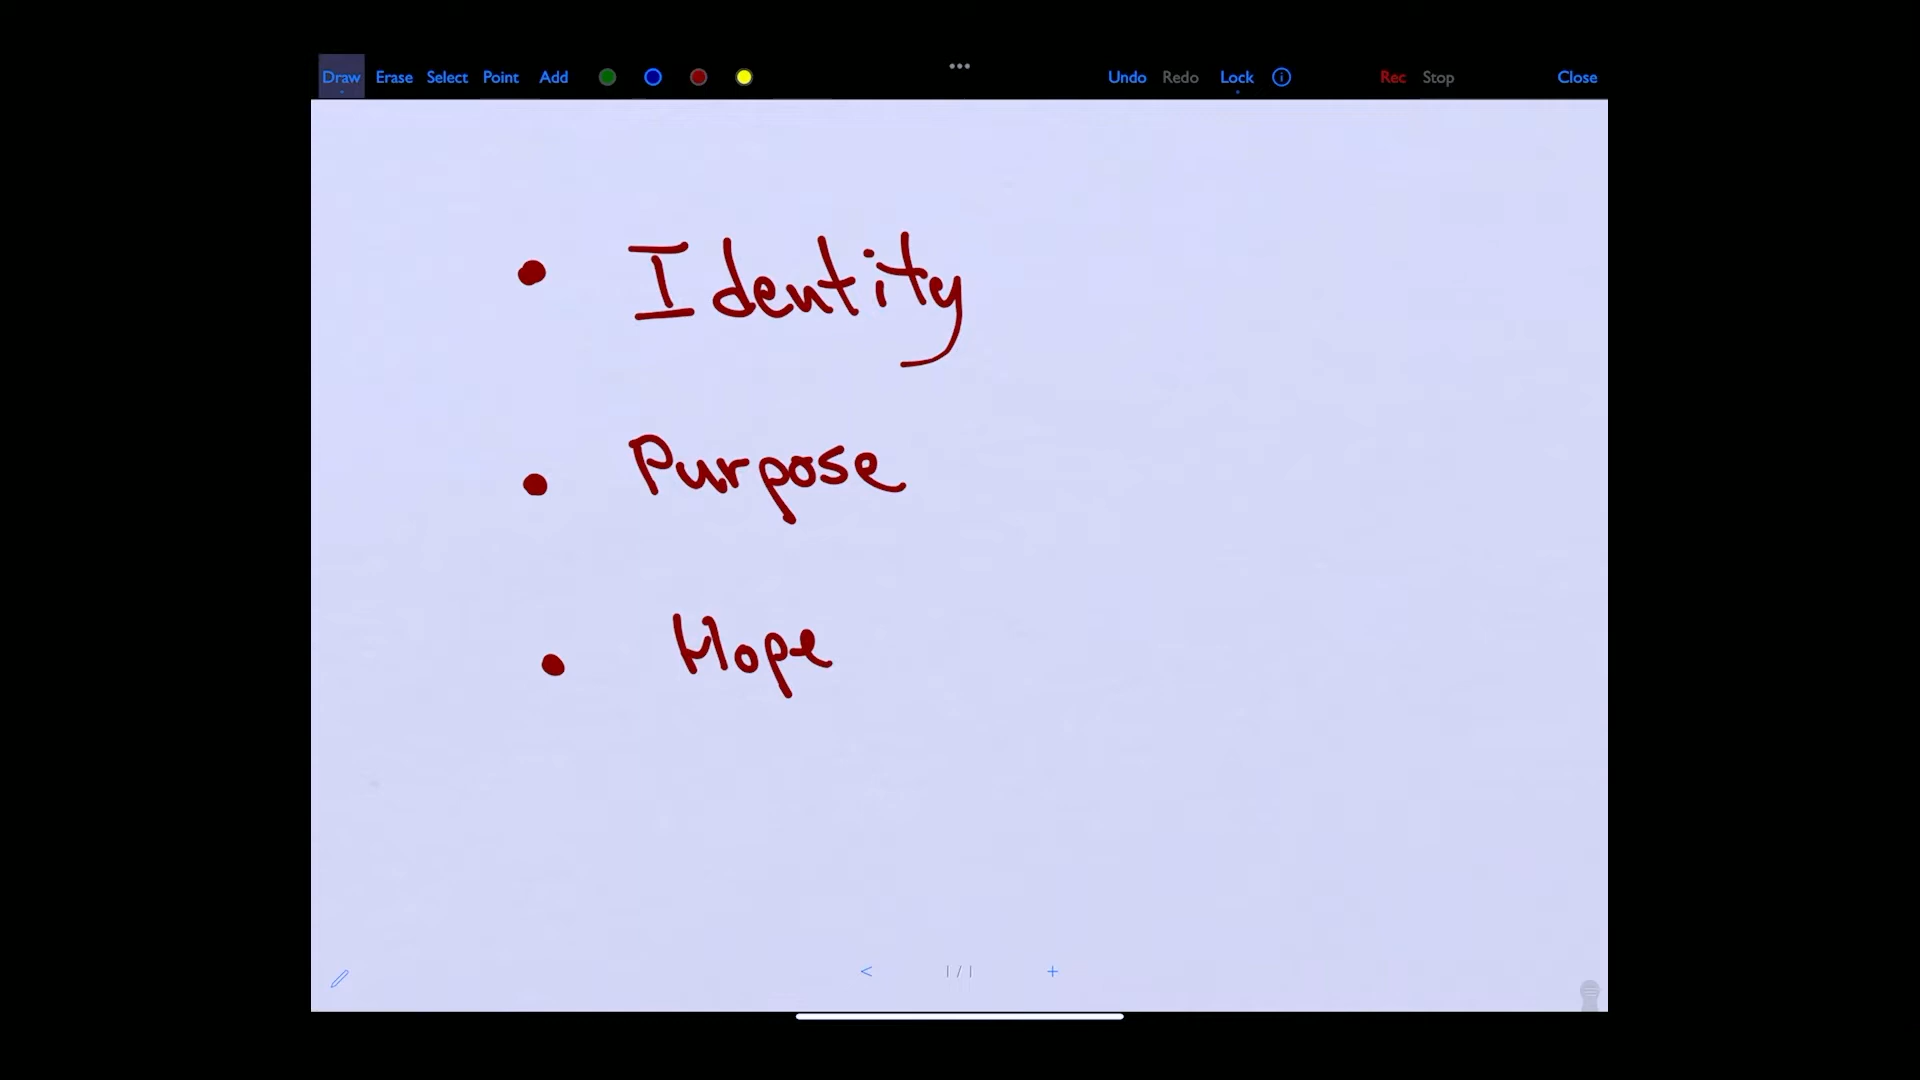 Draw Erase Select Point Add Undo Redo Lock Rec Stop Close
• Identity
• Purpose
• Hope
< 1 / 1 +